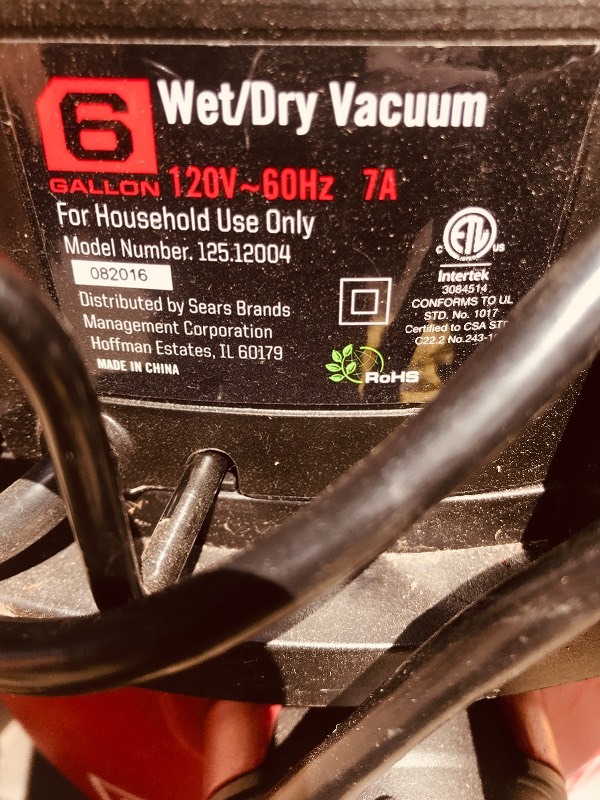 6
GALLON
Wet/Dry Vacuum
120V~60Hz 7A
For Household Use Only
Model Number. 125.12004
082016
Distributed by Sears Brands
Management Corporation
Hoffman Estates, IL 60179
MADE IN CHINA
RoHS
C ETL US
Intertek
3084514
CONFORMS TO UL
STD. No. 1017
Certified to CSA
C22.2 No.243-